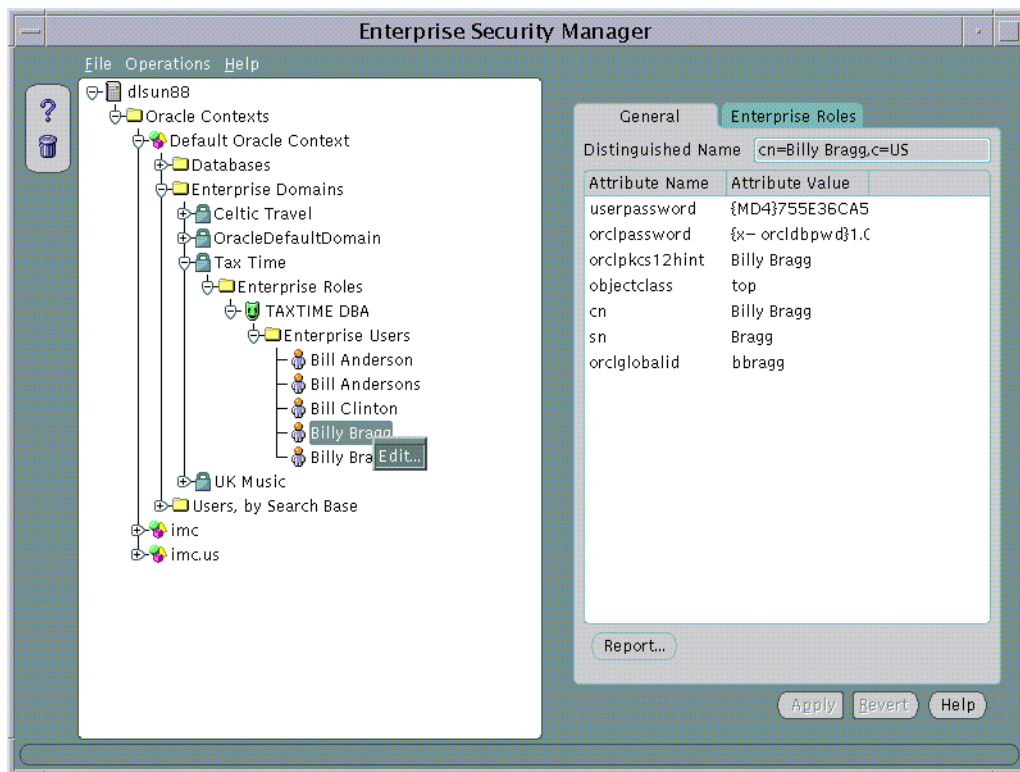 Enterprise Security Manager
File Operations Help
dlsun88
Oracle Contexts
Default Oracle Context
Databases
Enterprise Domains
Celtic Travel
OracleDefaultDomain
Tax Time
Enterprise Roles
TAXTIME DBA
Enterprise Users
Bill Anderson
Bill Andersons
Bill Clinton
Billy Bragg
Billy Bra
Edit...
UK Music
Users, by Search Base
imc
imc.us
General Enterprise Roles
Distinguished Name cn=Billy Bragg,c=US
Attribute Name Attribute Value
userpassword {MD4}755E36CA5
orclpassword {x- orcldbpwd}1.0
orclpkcs12hint Billy Bragg
objectclass top
cn Billy Bragg
sn Bragg
orclglobalid bbragg
Report...
Apply Revert Help